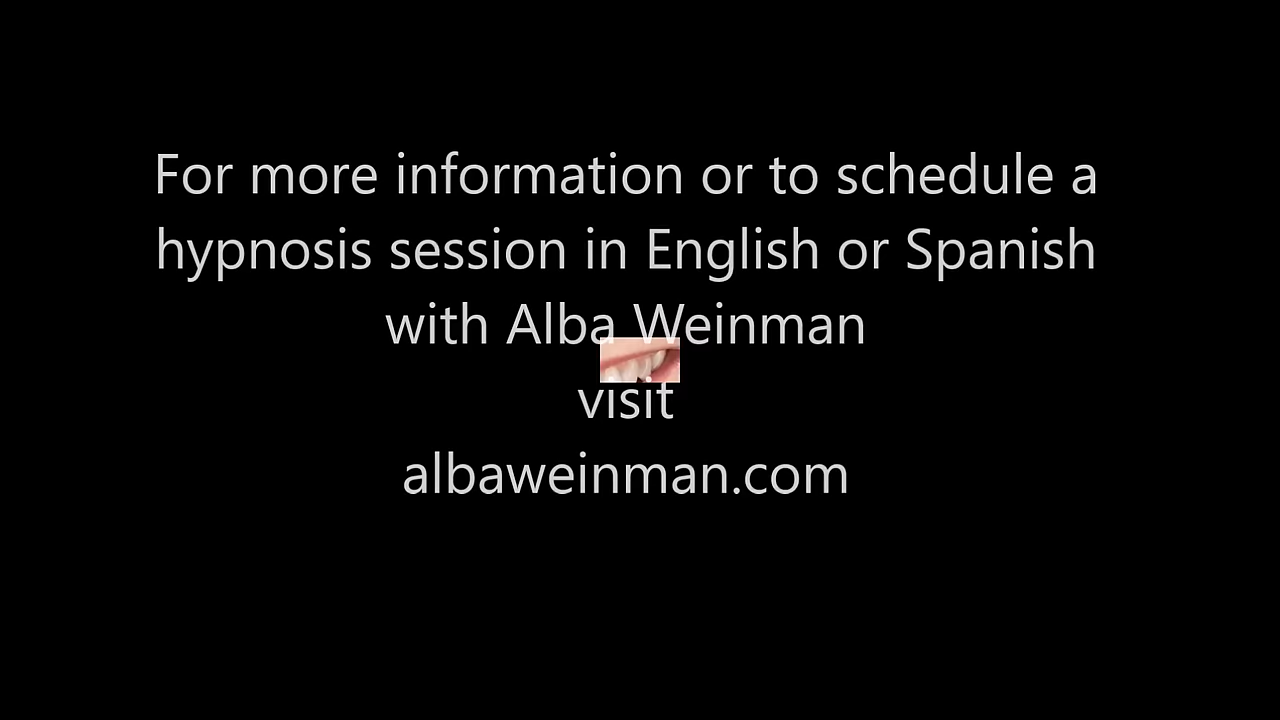 For more information or to schedule a
hypnosis session in English or Spanish
with Alba Weinman
visit
albaweinman.com